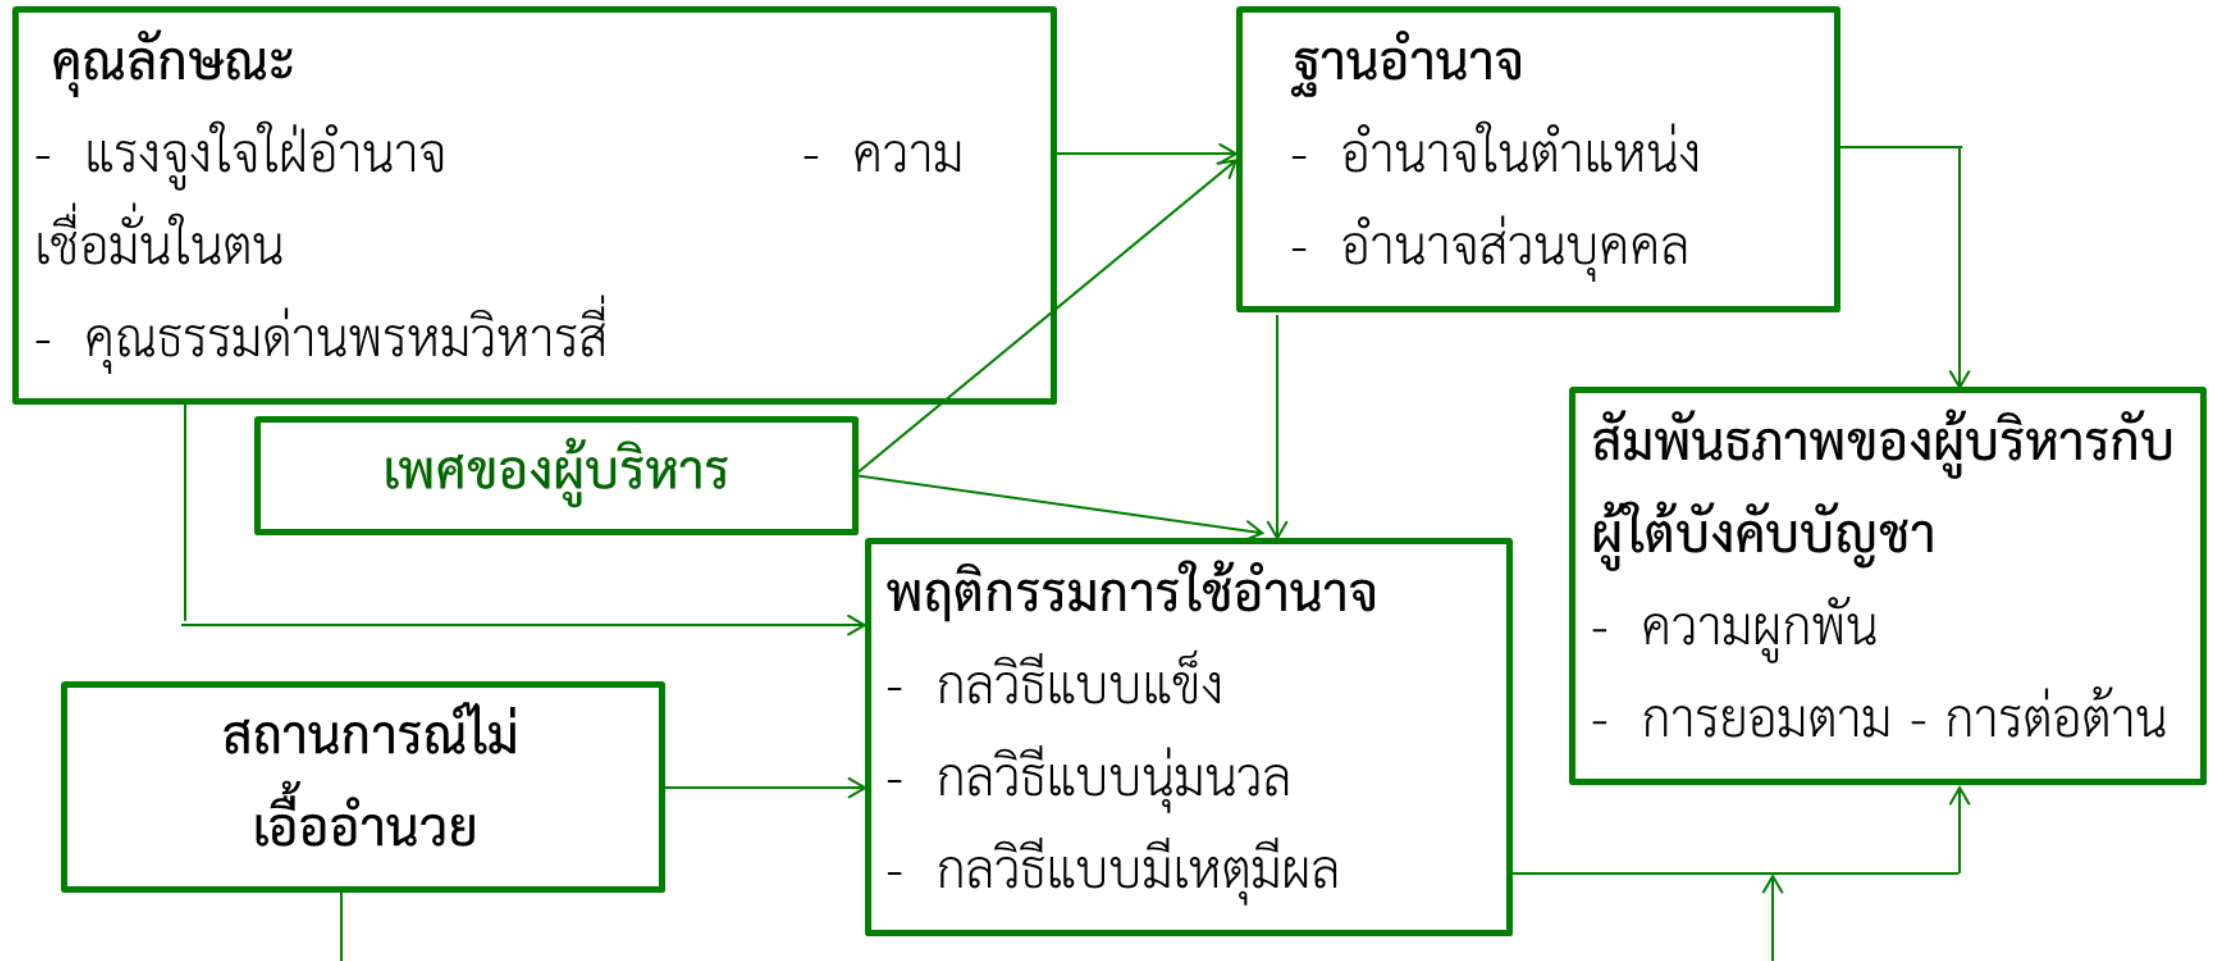 คุณลักษณะ
- แรงจูงใจใฝ่อำนาจ - ความ
เชื่อมั่นในตน
- คุณธรรมด่านพรหมวิหารสี่
ฐานอำนาจ
- อำนาจในตำแหน่ง
- อำนาจส่วนบุคคล
เพศของผู้บริหาร
สัมพันธภาพของผู้บริหารกับ
ผู้ใต้บังคับบัญชา
- ความผูกพัน
- การยอมตาม - การต่อต้าน
พฤติกรรมการใช้อำนาจ
- กลวิธีแบบแข็ง
- กลวิธีแบบนุ่มนวล
- กลวิธีแบบมีเหตุมีผล
สถานการณ์ไม่
เอื้ออำนวย